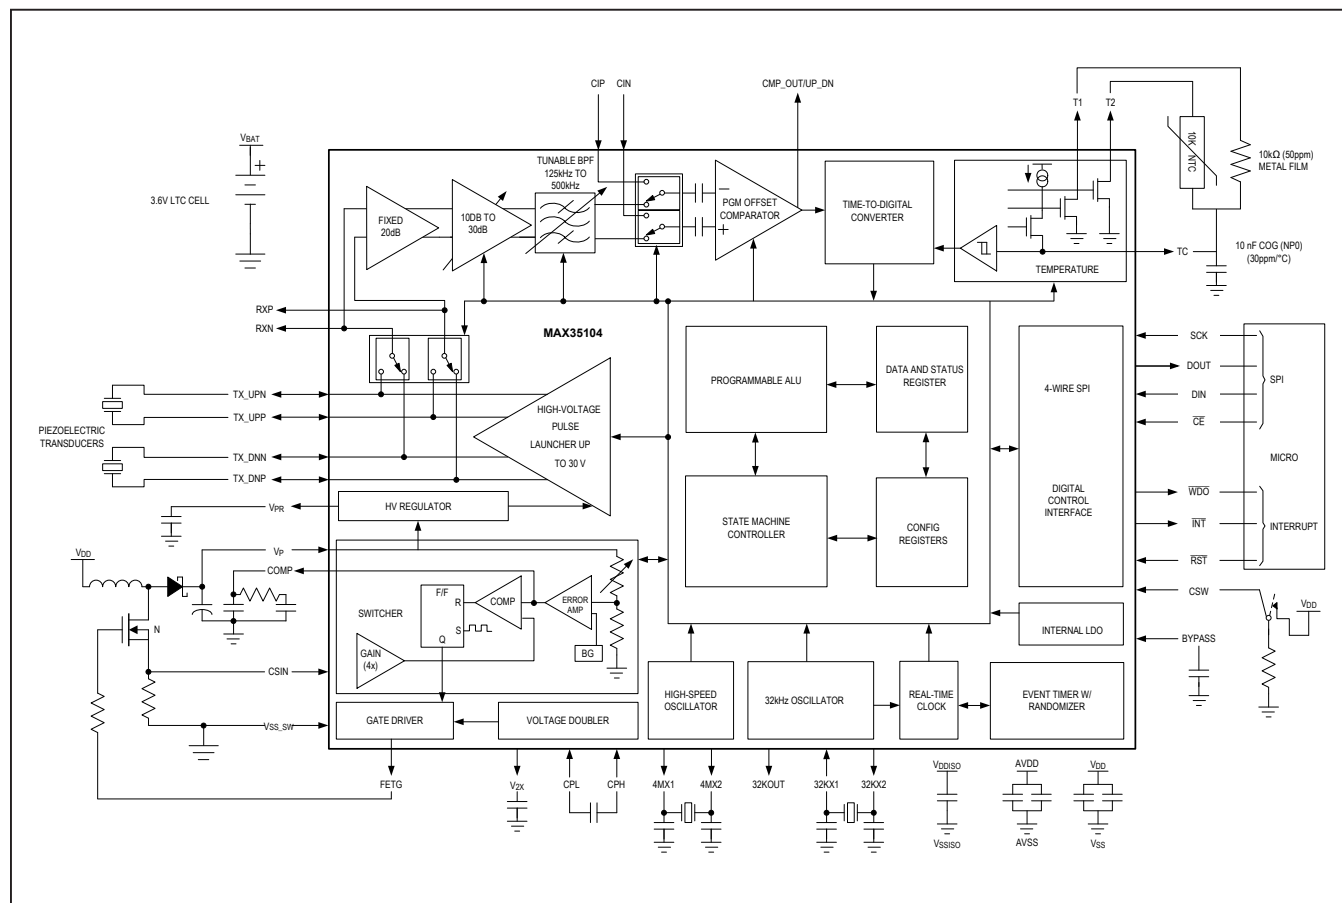 CIP
CIN
CMP_OUT/UP_DN
T1
T2
VBAT
+
3.6V LTC CELL
TUNABLE BPF
125kHz TO
500kHz
FIXED
20dB
10DB TO
30dB
−
+
PGM OFFSET
COMPARATOR
TIME-TO-DIGITAL
CONVERTER
TEMPERATURE
10K NTC
10kΩ (50ppm)
METAL FILM
TC
10 nF COG (NP0)
(30ppm/°C)
RXP
RXN
MAX35104
TX_UPN
TX_UPP
TX_DNN
TX_DNP
PIEZOELECTRIC
TRANSDUCERS
HIGH-VOLTAGE
PULSE
LAUNCHER UP
TO 30 V
PROGRAMMABLE ALU
DATA AND STATUS
REGISTER
STATE MACHINE
CONTROLLER
CONFIG
REGISTERS
4-WIRE SPI
DIGITAL
CONTROL
INTERFACE
SCK
DOUT
DIN
CE
SPI
MICRO
WDO
INT
RST
INTERRUPT
CSW
VDD
BYPASS
INTERNAL LDO
VPR
HV REGULATOR
VDD
VP
COMP
N
CSIN
VSS_SW
SWITCHER
F/F
R
S
Q
COMP
ERROR
AMP
BG
GAIN
(4x)
GATE DRIVER
VOLTAGE DOUBLER
HIGH-SPEED
OSCILLATOR
32kHz OSCILLATOR
REAL-TIME
CLOCK
EVENT TIMER W/
RANDOMIZER
FETG
V2X
CPL
CPH
4MX1
4MX2
32KOUT
32KX1
32KX2
VDDISO
VSSISO
AVDD
AVSS
VDD
VSS